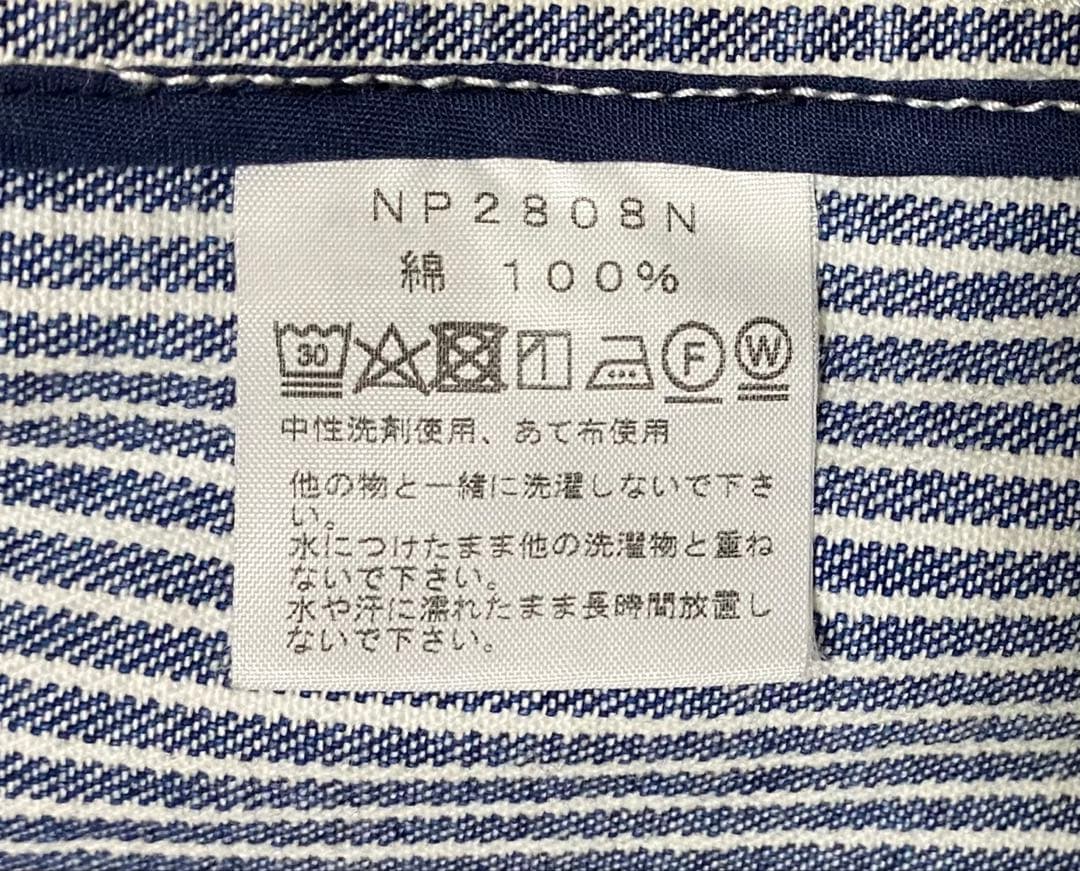 NP2808N
綿 100%
30
F W
中性洗剤使用、あて布使用
他の物と一緒に洗濯しないで下さ
い。
水につけたまま他の洗濯物と重ね
ないで下さい。
水や汗に濡れたまま長時間放置し
ないで下さい。